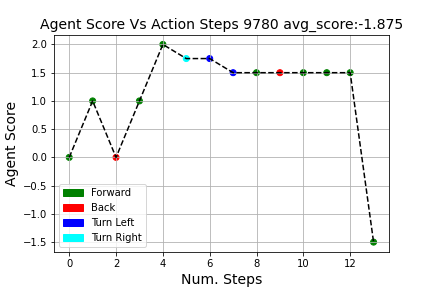 Agent Score Vs Action Steps 9780 avg_score:-1.875
2.0
1.5
1.0
0.5
0.0
−0.5
−1.0
−1.5
Agent Score
Forward
Back
Turn Left
Turn Right
0 2 4 6 8 10 12
Num. Steps